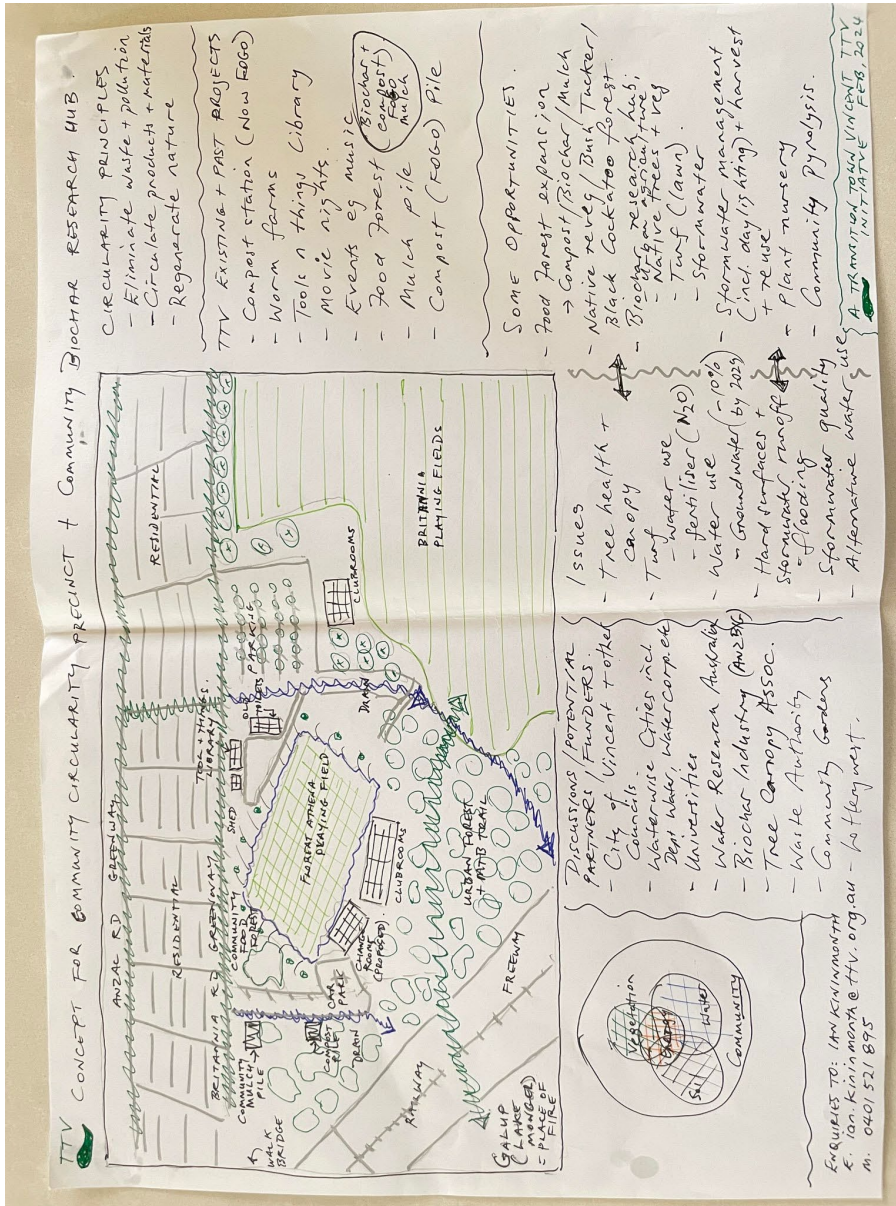 TTV CONCEPT FOR COMMUNITY CIRCULARITY PRECINCT + COMMUNITY BIOCHAR RESEARCH HUB.
ANZAC RD GREENWAY
RESIDENTIAL
RESIDENTIAL
BRITANNIA RD GREENWAY
COMMUNITY
MULCH
PILE
WALK
BRIDGE
COMPOST
PILE
DRAIN
CAR
PARK
COMMUNITY
FOOD
FOREST
SHED
TOOL + THINGS
LIBRARY
OLD
TOILETS
PARKING
FLOREAT ATHENA
PLAYING FIELD
CHANGE
ROOM
(PROPOSED)
CLUBROOMS
DRAIN
CLUBROOMS
BRITANNIA
PLAYING FIELDS
URBAN FOREST
+ MTB TRAIL
RAILWAY
FREEWAY
GALUP
(LAKE
MONGER)
= PLACE OF
FIRE
CIRCULARITY PRINCIPLES
- Eliminate waste + pollution
- Circulate products + materials
- Regenerate nature
TTV EXISTING + PAST PROJECTS
- Compost station (NOW FOGO)
- Worm farms
- Tools n things Library
- Movie nights.
- Events eg music
- Food Forest
(Biochar +
compost)
FOGO
mulch
- Mulch pile
- Compost (FOGO) Pile
SOME OPPORTUNITIES.
- Food Forest expansion
→ Compost/Biochar/Mulch
- Native reveg/Bush Tucker/
Black Cockatoo forest.
- Biochar research hub;
- Urban agriculture
- Native trees + veg
- Turf (lawn).
- Stormwater
- Stormwater management
(incl. daylighting) + harvest
+ reuse
- Plant nursery
- Community Pyrolysis.
Vegetation
Energy
Soil
Water
COMMUNITY
DISCUSSIONS/POTENTIAL
PARTNERS/FUNDERS.
- City of Vincent + other
Councils.
- Waterwise Cities incl.
Dept Water, Watercorp etc
- Universities
- Water Research Australia
- Biochar Industry (ANZBIG)
- Tree Canopy Assoc.
- Waste Authority
- Community Gardens
- Lotterywest.
Issues
- Tree health +
canopy
- Turf
- water use
- fertiliser (N2O)
- Water use
- Groundwater (-10%
by 2029)
- Hard surfaces +
Stormwater runoff
= flooding
- Stormwater quality
- Alternative water use
ENQUIRIES TO: IAN KININMONTH
E. ian.kininmonth@ttv.org.au
M. 0401 521 895
A TRANSITION TOWN VINCENT TTV
INITIATIVE FEB, 2024